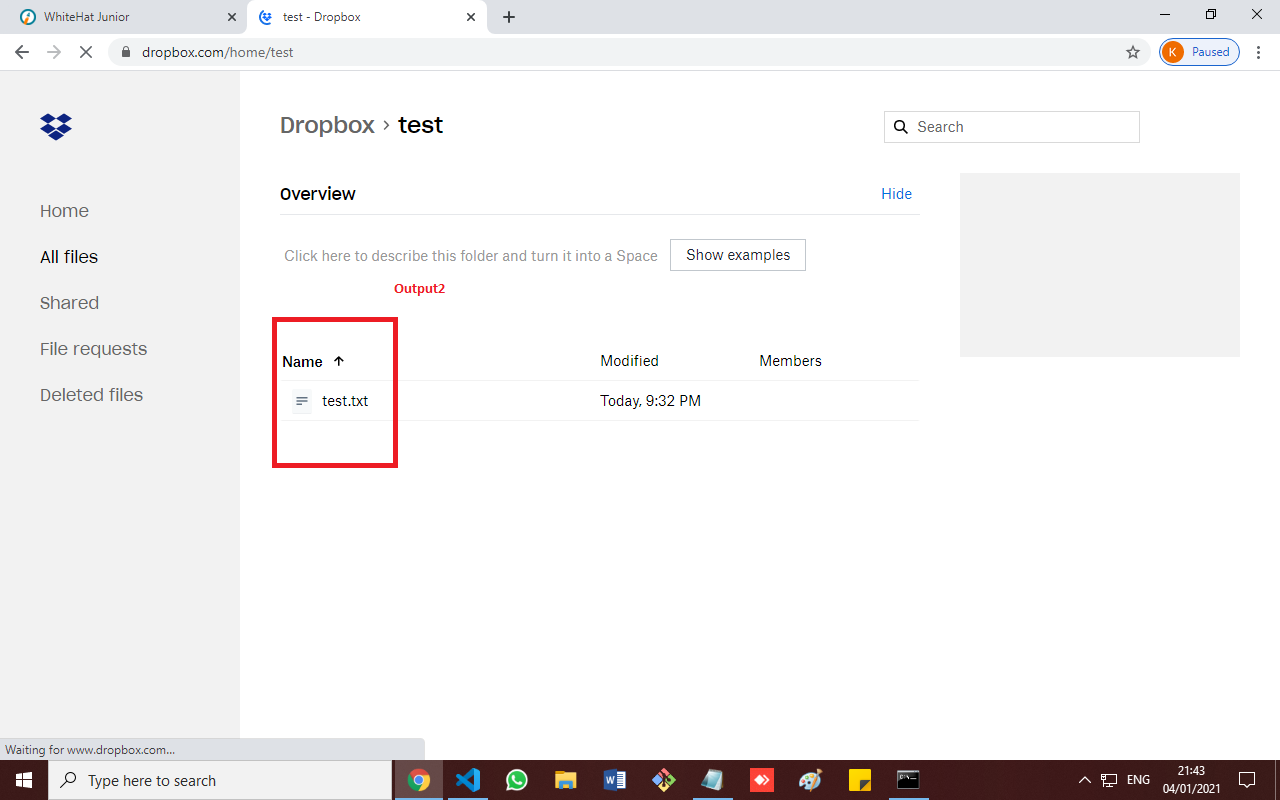 WhiteHat Junior
test - Dropbox
dropbox.com/home/test
K Paused
Dropbox › test
Search
Home
All files
Shared
File requests
Deleted files
Overview
Hide
Click here to describe this folder and turn it into a Space
Show examples
Output2
Name
Modified
Members
test.txt
Today, 9:32 PM
Waiting for www.dropbox.com...
Type here to search
ENG
21:43
04/01/2021